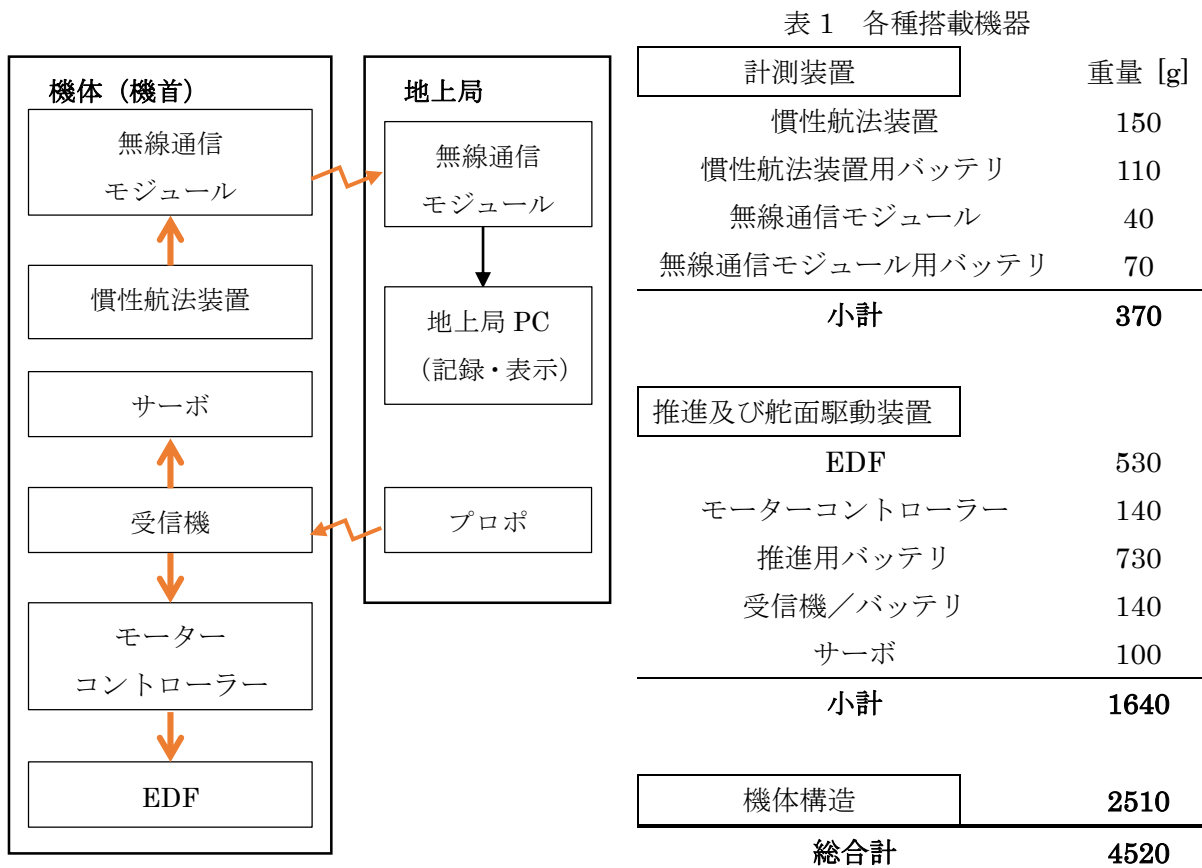 機体（機首）
無線通信
モジュール
慣性航法装置
サーボ
受信機
モーター
コントローラー
EDF
地上局
無線通信
モジュール
地上局 PC
（記録・表示）
プロポ
表 1　各種搭載機器
計測装置 重量 [g]
慣性航法装置 150
慣性航法装置用バッテリ 110
無線通信モジュール 40
無線通信モジュール用バッテリ 70
小計 370
推進及び舵面駆動装置
EDF 530
モーターコントローラー 140
推進用バッテリ 730
受信機／バッテリ 140
サーボ 100
小計 1640
機体構造 2510
総合計 4520